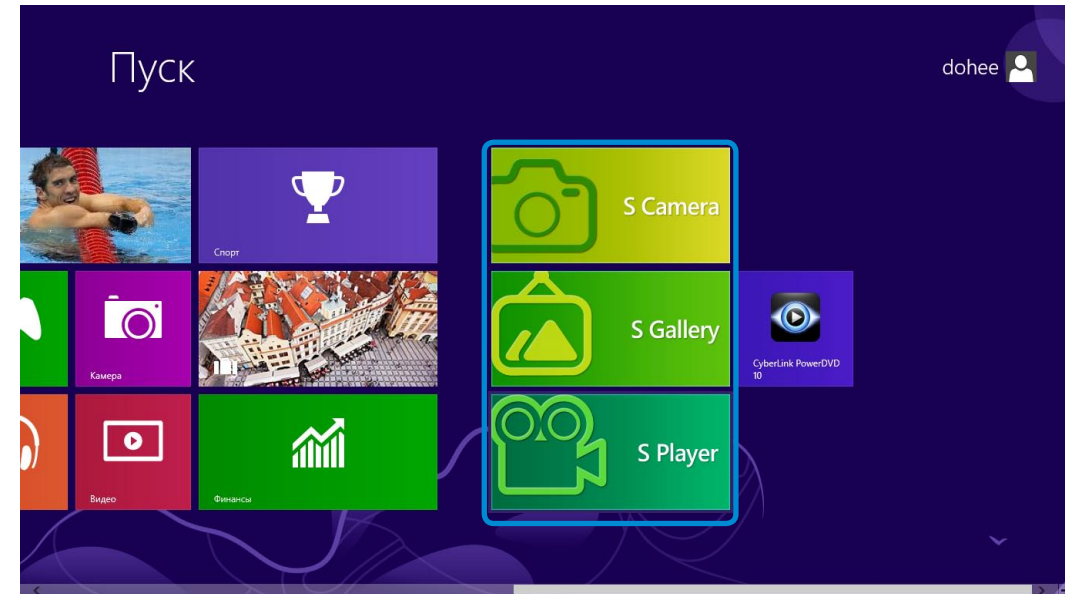 Пуск
dohee
Спорт
S Camera
Камера
S Gallery
CyberLink PowerDVD
10
Видео
Финансы
S Player